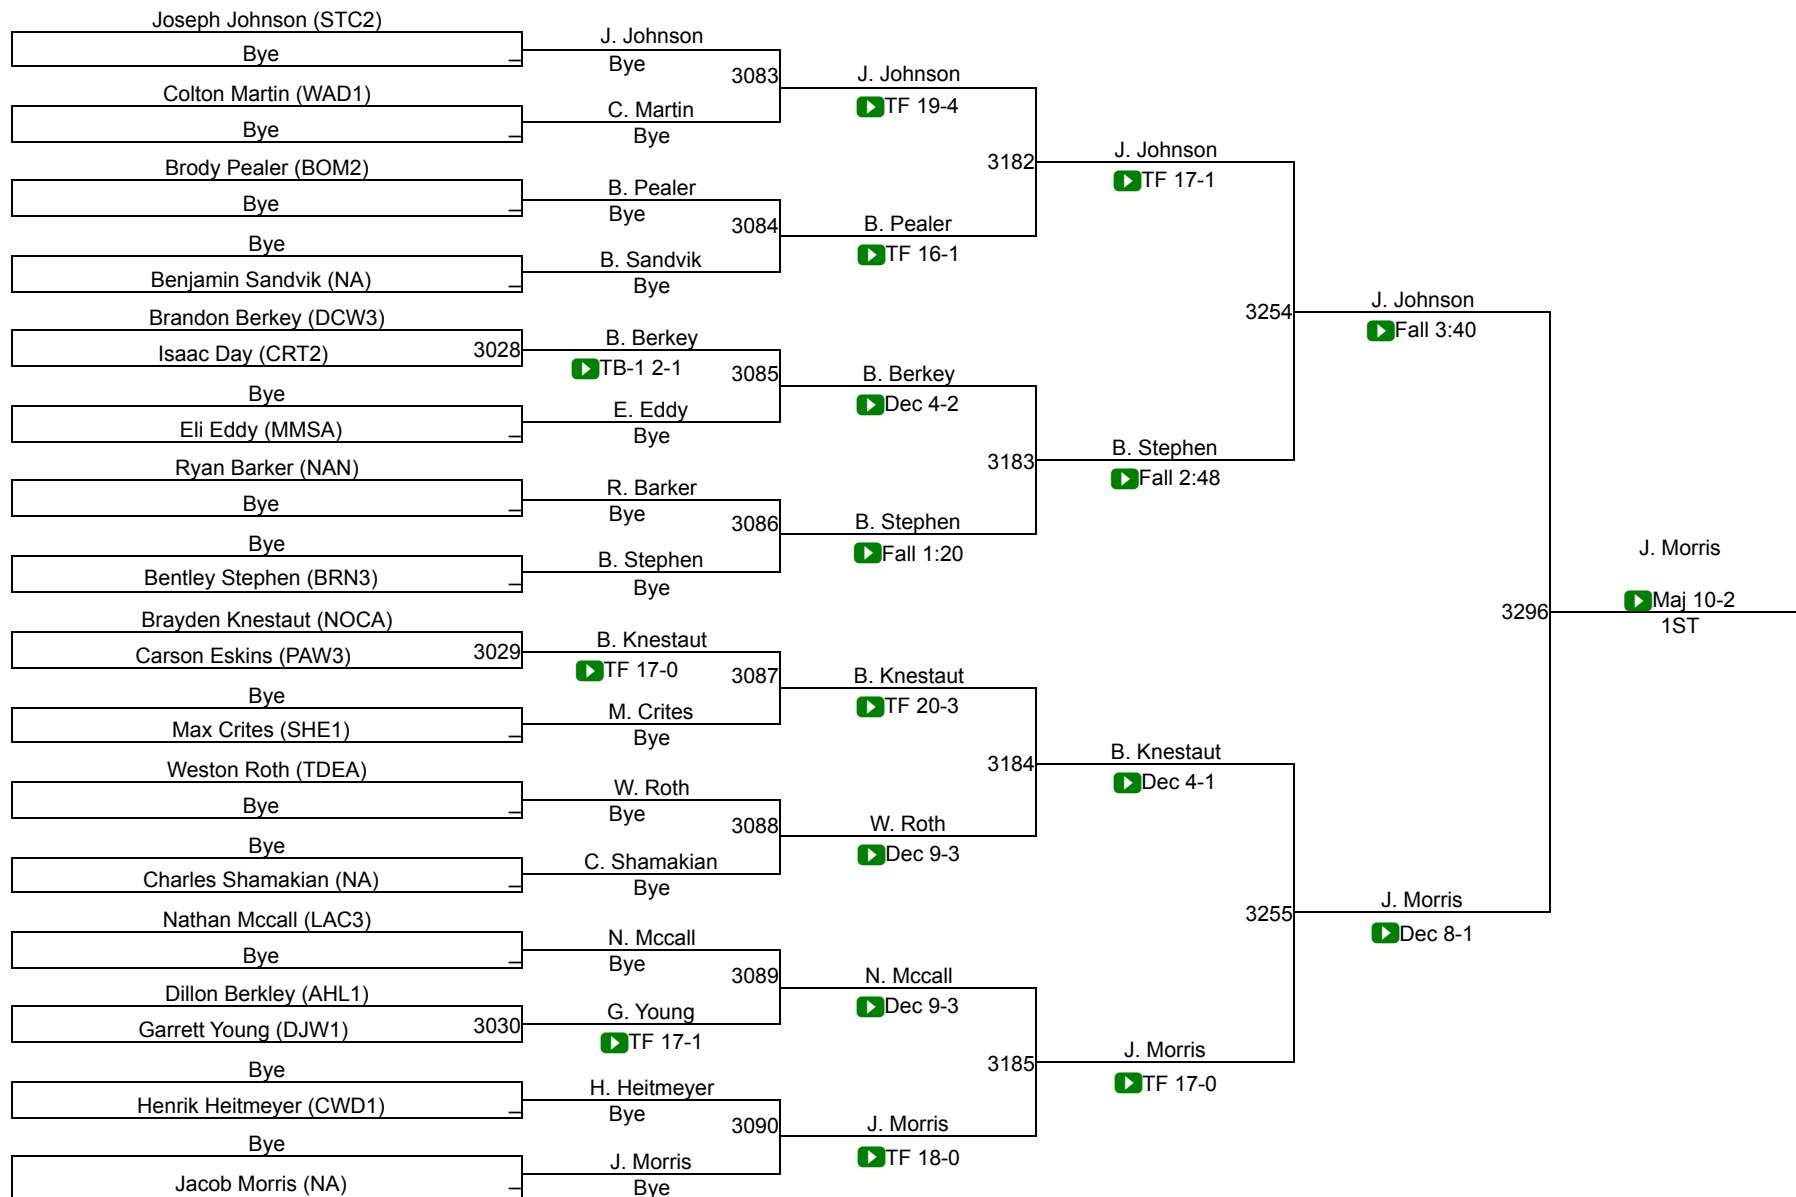 Joseph Johnson (STC2)
Bye
Colton Martin (WAD1)
Bye
Brody Pealer (BOM2)
Bye
Bye
Benjamin Sandvik (NA)
Brandon Berkey (DCW3)
Isaac Day (CRT2) 3028
Bye
Eli Eddy (MMSA)
Ryan Barker (NAN)
Bye
Bye
Bentley Stephen (BRN3)
Brayden Knestaut (NOCA)
Carson Eskins (PAW3) 3029
Bye
Max Crites (SHE1)
Weston Roth (TDEA)
Bye
Bye
Charles Shamakian (NA)
Nathan Mccall (LAC3)
Bye
Dillon Berkley (AHL1)
Garrett Young (DJW1) 3030
Bye
Henrik Heitmeyer (CWD1)
Bye
Jacob Morris (NA)
J. Johnson
Bye
3083
C. Martin
Bye
B. Pealer
Bye
3084
B. Sandvik
Bye
B. Berkey
TB-1 2-1
3085
E. Eddy
Bye
R. Barker
Bye
3086
B. Stephen
Bye
B. Knestaut
TF 17-0
3087
M. Crites
Bye
W. Roth
Bye
3088
C. Shamakian
Bye
N. Mccall
Bye
3089
G. Young
TF 17-1
H. Heitmeyer
Bye
3090
J. Morris
Bye
J. Johnson
TF 19-4
3182
B. Pealer
TF 16-1
B. Berkey
Dec 4-2
3183
B. Stephen
Fall 1:20
B. Knestaut
TF 20-3
3184
W. Roth
Dec 9-3
N. Mccall
Dec 9-3
3185
J. Morris
TF 18-0
J. Johnson
TF 17-1
3254
B. Stephen
Fall 2:48
B. Knestaut
Dec 4-1
3255
J. Morris
TF 17-0
J. Johnson
Fall 3:40
3296
J. Morris
Dec 8-1
J. Morris
Maj 10-2
1ST